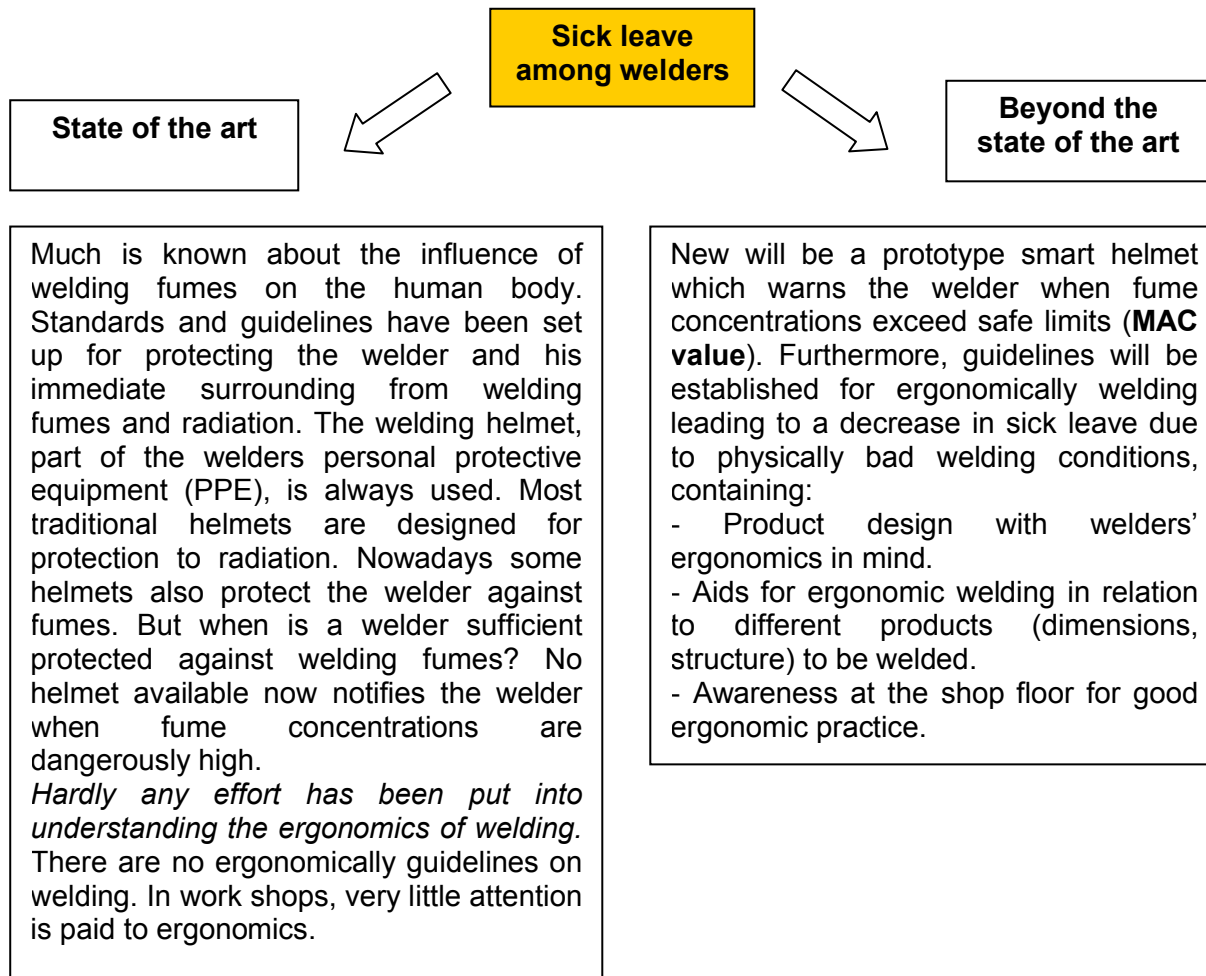 Sick leave
among welders
State of the art
Beyond the
state of the art
Much is known about the influence of
welding fumes on the human body.
Standards and guidelines have been set
up for protecting the welder and his
immediate surrounding from welding
fumes and radiation. The welding helmet,
part of the welders personal protective
equipment (PPE), is always used. Most
traditional helmets are designed for
protection to radiation. Nowadays some
helmets also protect the welder against
fumes. But when is a welder sufficient
protected against welding fumes? No
helmet available now notifies the welder
when fume concentrations are
dangerously high.
Hardly any effort has been put into
understanding the ergonomics of welding.
There are no ergonomically guidelines on
welding. In work shops, very little attention
is paid to ergonomics.
New will be a prototype smart helmet
which warns the welder when fume
concentrations exceed safe limits (MAC
value). Furthermore, guidelines will be
established for ergonomically welding
leading to a decrease in sick leave due
to physically bad welding conditions,
containing:
- Product design with welders’
ergonomics in mind.
- Aids for ergonomic welding in relation
to different products (dimensions,
structure) to be welded.
- Awareness at the shop floor for good
ergonomic practice.